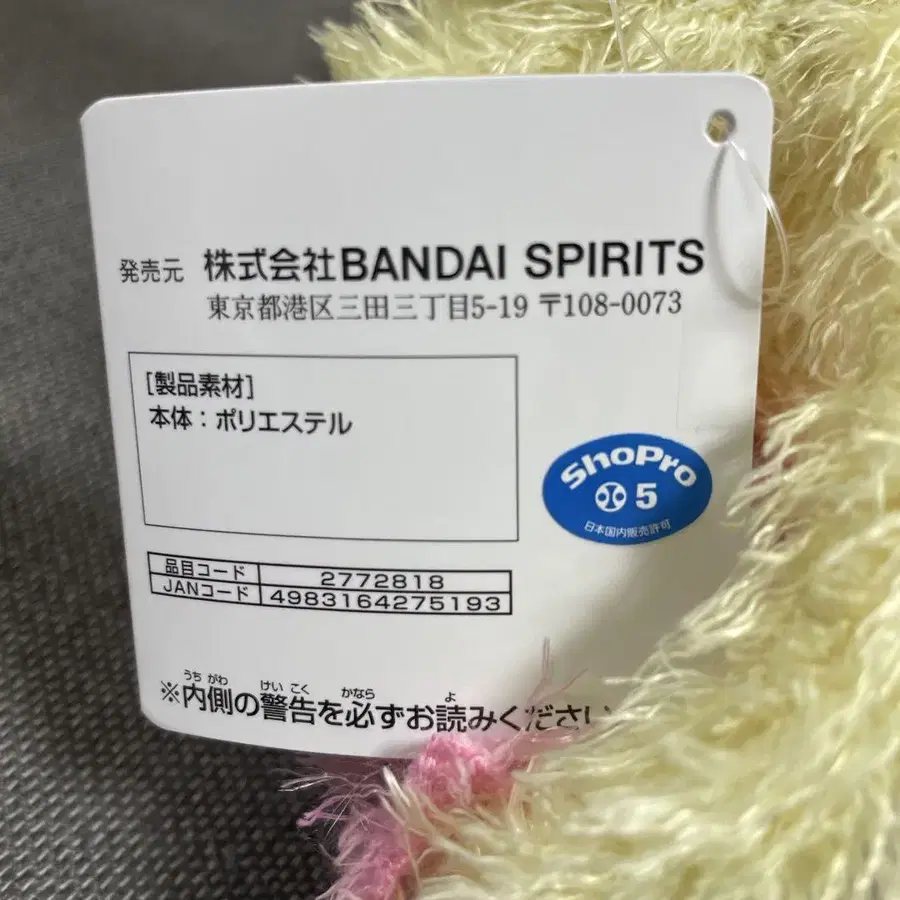 発売元 株式会社BANDAI SPIRITS
東京都港区三田三丁目5-19 〒108-0073
[製品素材]
本体：ポリエステル
ShoPro
5
日本国内販売許可
品目コード 2772818
JANコード 4983164275193
うち がわ けい こく かなら よ
※内側の警告を必ずお読みください